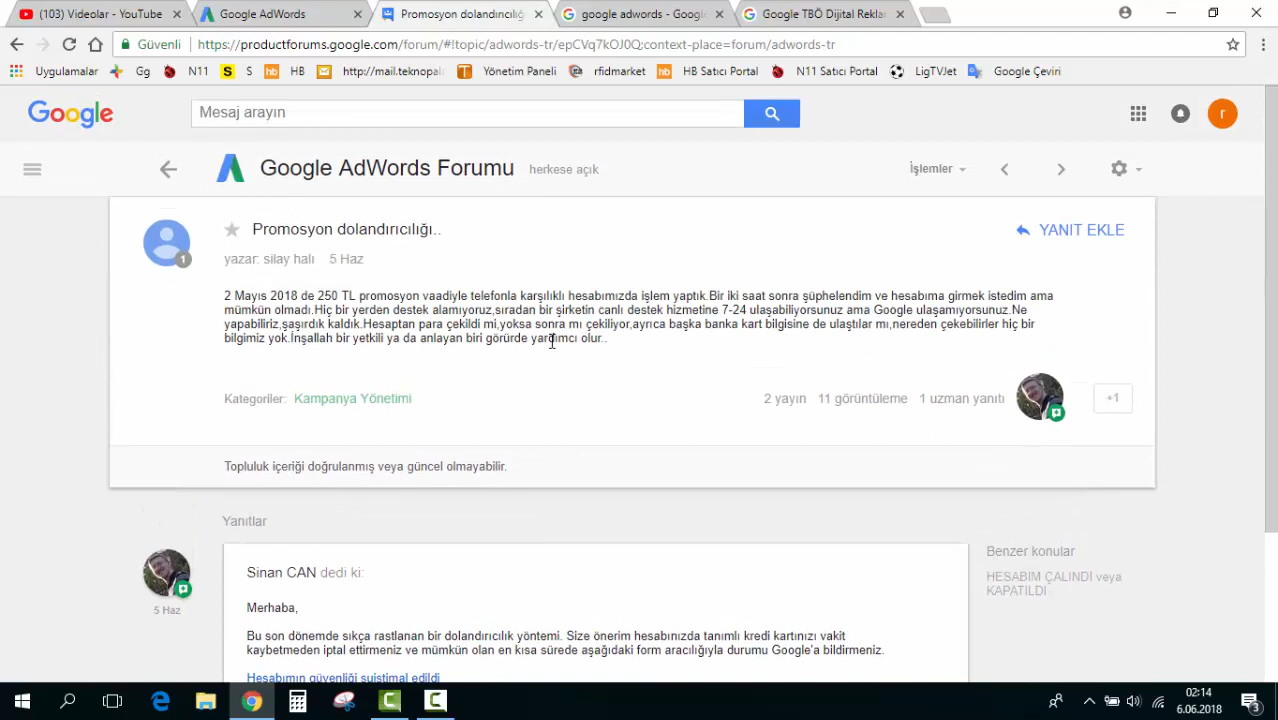 (103) Videolar - YouTube
Google AdWords
Promosyon dolandırıcılığı
google adwords - Google
Google TBÖ Dijital Rekla
Güvenli
https://productforums.google.com/forum/#!topic/adwords-tr/epCVq7kOJ0Q;context-place=forum/adwords-tr
Uygulamalar Gg N11 S S HB http://mail.teknopal Yönetim Paneli rfidmarket HB Satıcı Portal N11 Satıcı Portal LigTVJet Google Çeviri
Google
Mesaj arayın
r
Google AdWords Forumu herkese açık
İşlemler
Promosyon dolandırıcılığı..
YANIT EKLE
1
yazar: silay halı 5 Haz
2 Mayıs 2018 de 250 TL promosyon vaadiyle telefonla karşılıklı hesabımızda işlem yaptık.Bir iki saat sonra şüphelendim ve hesabıma girmek istedim ama
mümkün olmadı.Hiç bir yerden destek alamıyoruz,sıradan bir şirketin canlı destek hizmetine 7-24 ulaşabiliyorsunuz ama Google ulaşamıyorsunuz.Ne
yapabiliriz,şaşırdık kaldık.Hesaptan para çekildi mi,yoksa sonra mı çekiliyor,ayrıca başka banka kart bilgisine de ulaştılar mı,nereden çekebilirler hiç bir
bilgimiz yok.İnşallah bir yetkili ya da anlayan biri görürde yardımcı olur..
Kategoriler: Kampanya Yönetimi
2 yayın 11 görüntüleme 1 uzman yanıtı
+1
Topluluk içeriği doğrulanmış veya güncel olmayabilir.
Yanıtlar
Sinan CAN dedi ki:
5 Haz
Merhaba,
Bu son dönemde sıkça rastlanan bir dolandırıcılık yöntemi. Size önerim hesabınızda tanımlı kredi kartınızı vakit
kaybetmeden iptal ettirmeniz ve mümkün olan en kısa sürede aşağıdaki form aracılığıyla durumu Google'a bildirmeniz.
Hesabımın güvenliği suistimal edildi
Benzer konular
HESABIM ÇALINDI veya
KAPATILDI
02:14
6.06.2018
3